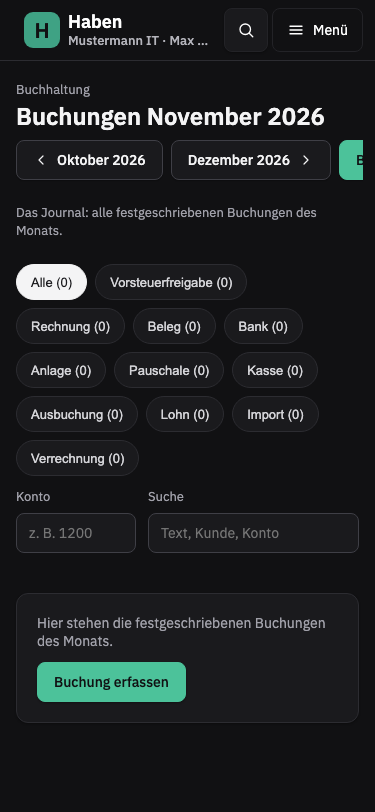 H
Haben
Mustermann IT · Max ...
Menü
Buchhaltung
Buchungen November 2026
Oktober 2026
Dezember 2026
Das Journal: alle festgeschriebenen Buchungen des
Monats.
Alle (0)
Vorsteuerfreigabe (0)
Rechnung (0)
Beleg (0)
Bank (0)
Anlage (0)
Pauschale (0)
Kasse (0)
Ausbuchung (0)
Lohn (0)
Import (0)
Verrechnung (0)
Konto
Suche
z. B. 1200
Text, Kunde, Konto
Hier stehen die festgeschriebenen Buchungen
des Monats.
Buchung erfassen